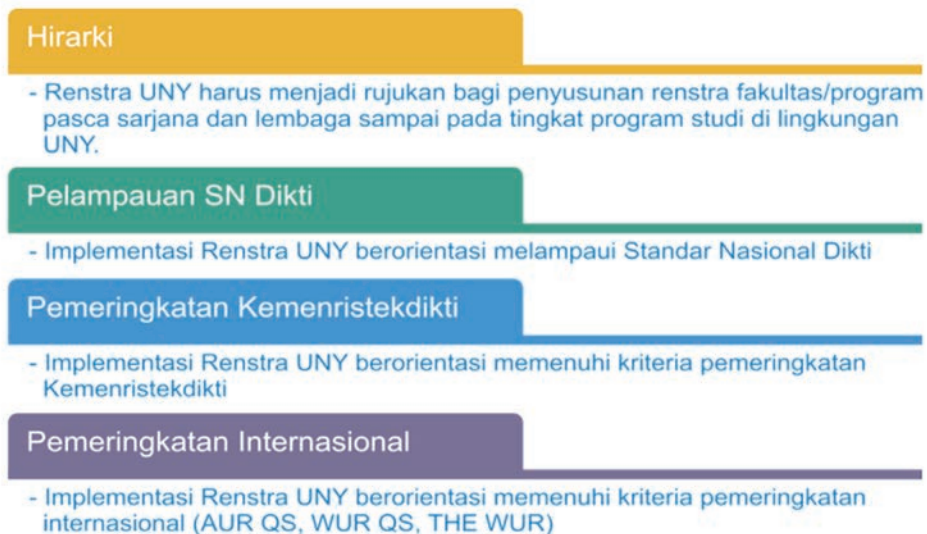 Hirarki
- Renstra UNY harus menjadi rujukan bagi penyusunan renstra fakultas/program
pasca sarjana dan lembaga sampai pada tingkat program studi di lingkungan
UNY.
Pelampauan SN Dikti
- Implementasi Renstra UNY berorientasi melampaui Standar Nasional Dikti
Pemeringkatan Kemenristekdikti
- Implementasi Renstra UNY berorientasi memenuhi kriteria pemeringkatan
Kemenristekdikti
Pemeringkatan Internasional
- Implementasi Renstra UNY berorientasi memenuhi kriteria pemeringkatan
internasional (AUR QS, WUR QS, THE WUR)